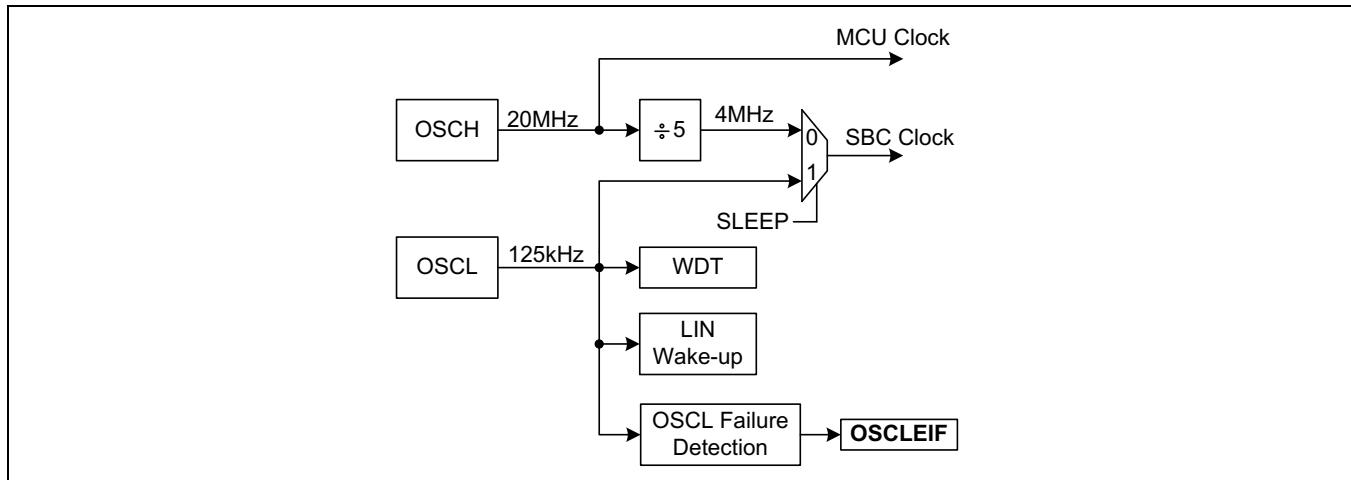 MCU Clock
OSCH
20MHz
÷5
4MHz
0
1
SBC Clock
SLEEP
OSCL
125kHz
WDT
LIN
Wake-up
OSCL Failure
Detection
OSCLEIF